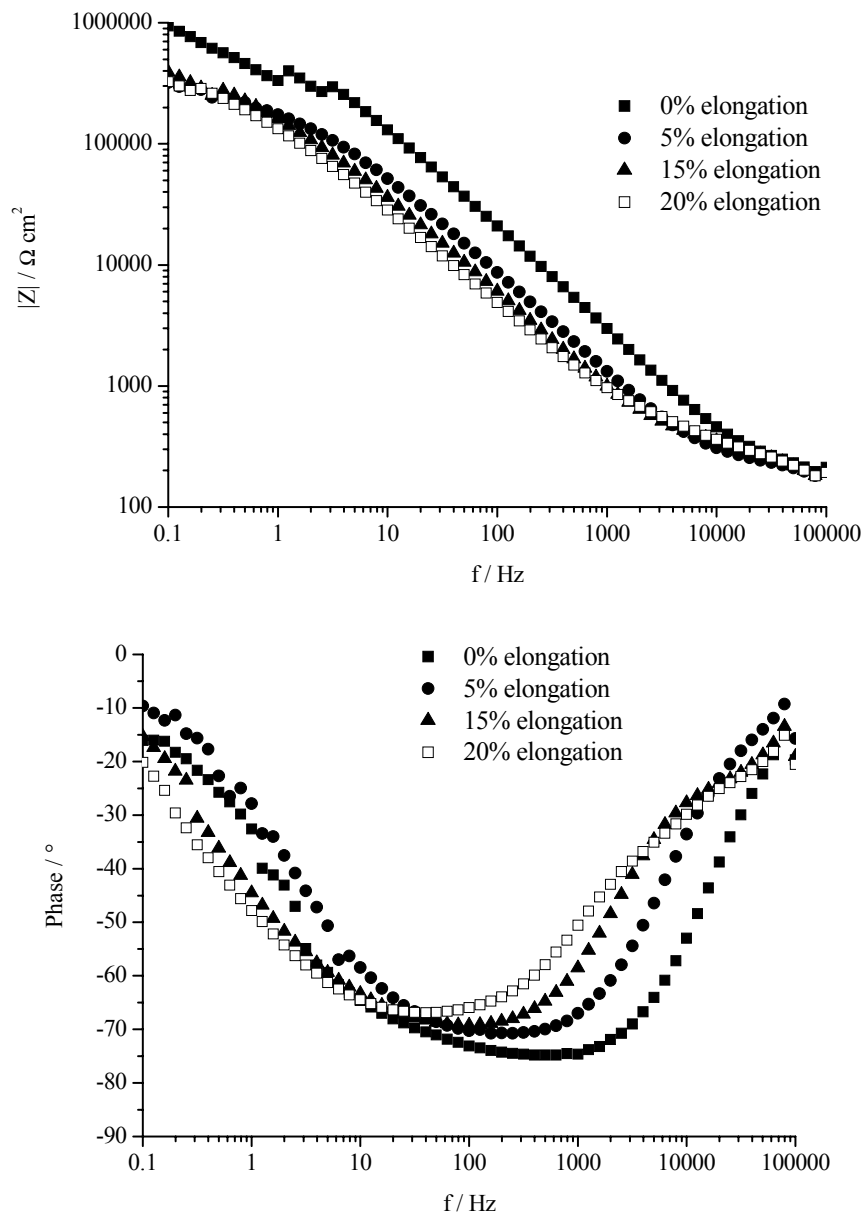 1000000
100000
10000
1000
100
|Z| / Ω cm²
0.1 1 10 100 1000 10000 100000
f / Hz
0% elongation
5% elongation
15% elongation
20% elongation
0
-10
-20
-30
-40
-50
-60
-70
-80
-90
Phase / °
0.1 1 10 100 1000 10000 100000
f / Hz
0% elongation
5% elongation
15% elongation
20% elongation